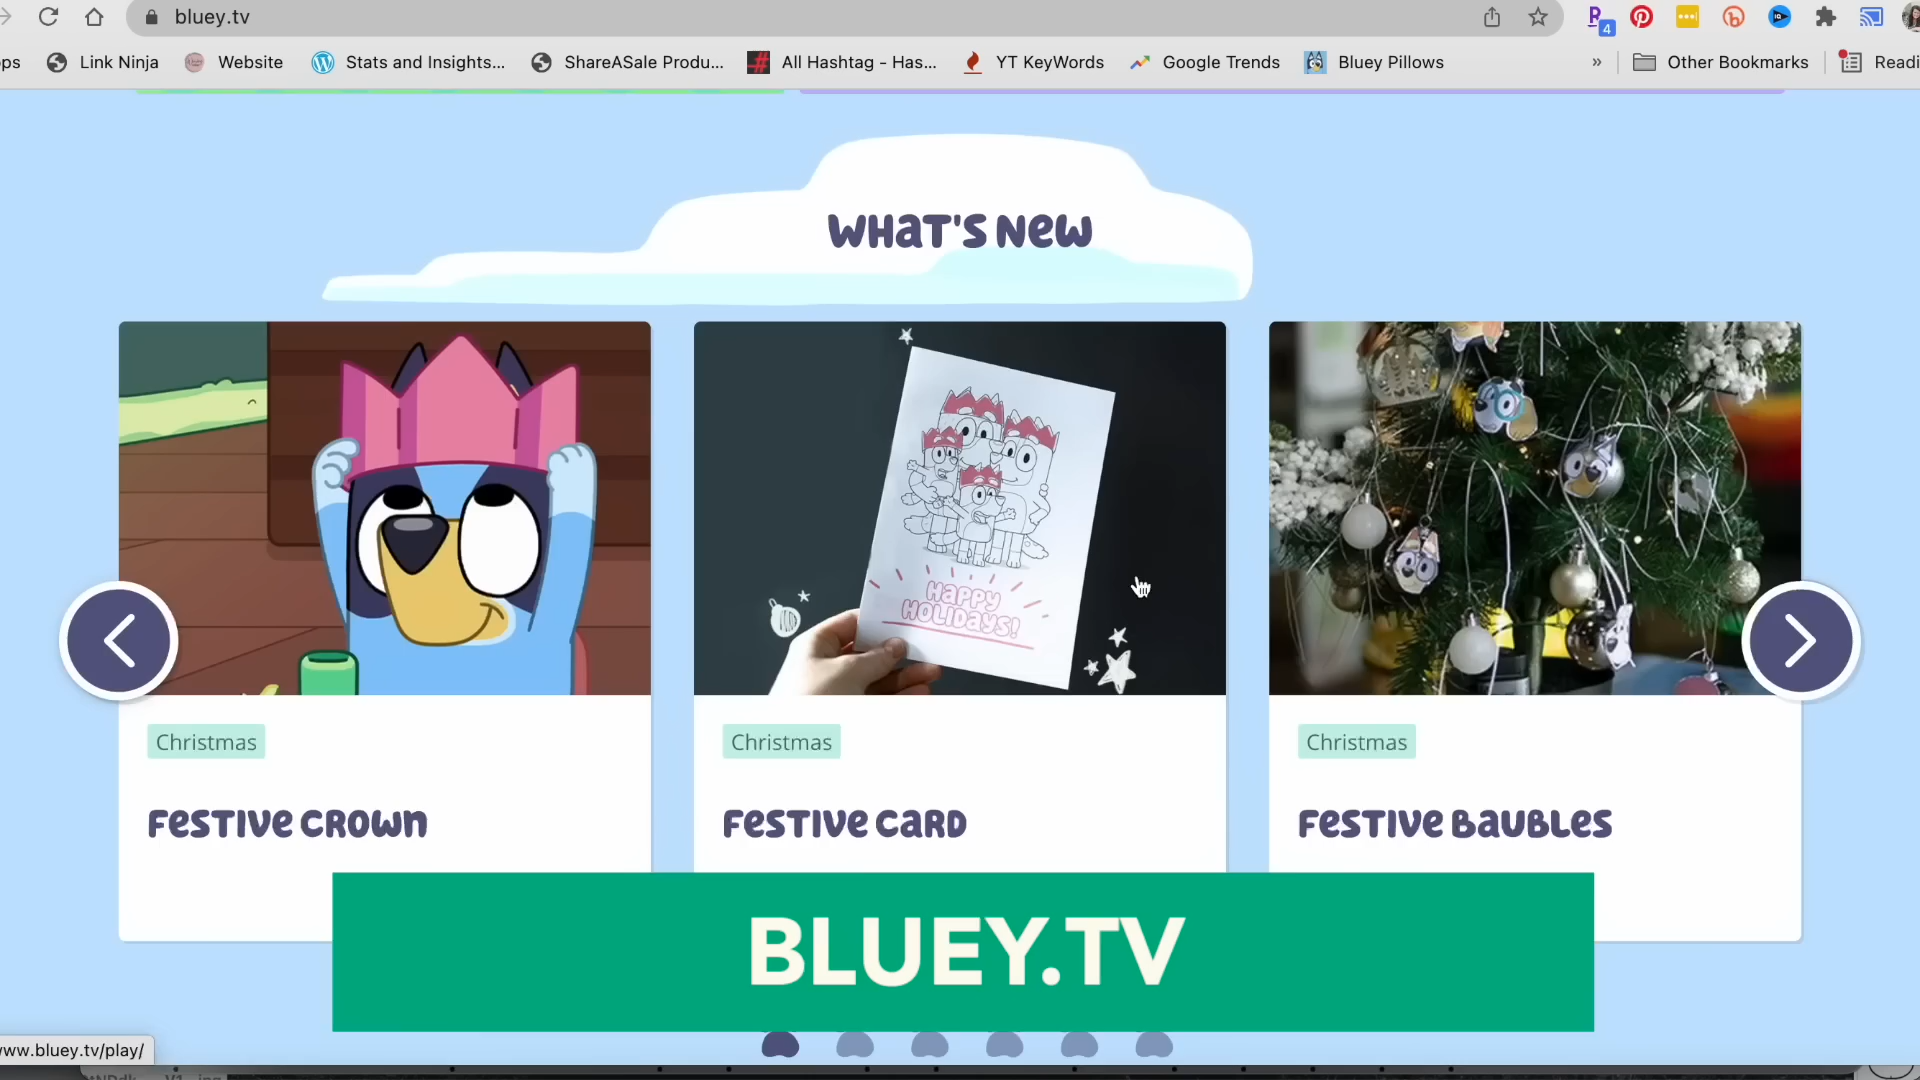 bluey.tv
4
ps Link Ninja Website Stats and Insights... ShareASale Produ... All Hashtag - Has... YT KeyWords Google Trends Bluey Pillows » Other Bookmarks Readi
WHAT'S NEW
HAPPY
HOLIDAYS!
Christmas Christmas Christmas
FESTIVE CROWN FESTIVE CARD FESTIVE BAUBLES
BLUEY.TV
www.bluey.tv/play/